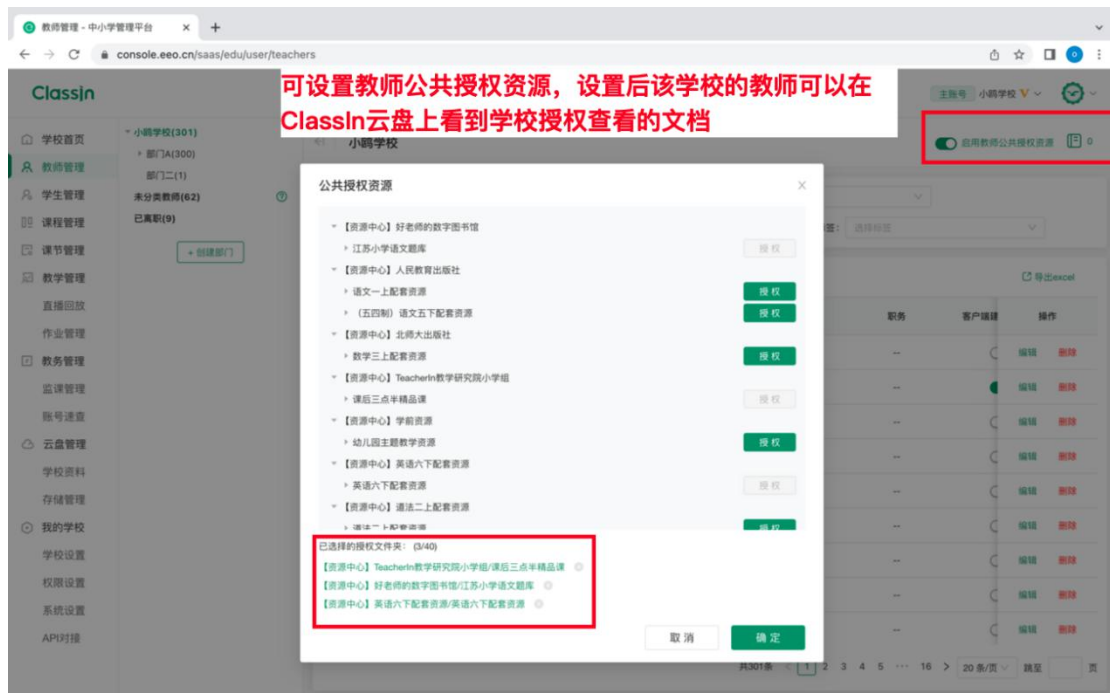 教师管理 - 中小学管理平台
console.eeo.cn/saas/edu/user/teachers
可设置教师公共授权资源，设置后该学校的教师可以在
ClassIn云盘上看到学校授权查看的文档
ClassIn
主账号 小鸥学校 V
学校首页
教师管理
学生管理
课程管理
课节管理
教学管理
直播回放
作业管理
教务管理
监课管理
账号速查
云盘管理
学校资料
存储管理
我的学校
学校设置
权限设置
系统设置
API对接
小鸥学校(301)
部门A(300)
部门二(1)
未分类教师(62)
已离职(9)
+ 创建部门
小鸥学校
启用教师公共授权资源 0
选择标签
导出excel
职务 操作
-- 编辑 删除
-- 编辑 删除
-- 编辑 删除
-- 编辑 删除
-- 编辑 删除
-- 编辑 删除
-- 编辑 删除
-- 编辑 删除
-- 编辑 删除
公共授权资源
【资源中心】好老师的数字图书馆
江苏小学语文题库 授 权
【资源中心】人民教育出版社
语文一上配套资源 授 权
（五四制）语文五下配套资源 授 权
【资源中心】北师大出版社
数学三上配套资源 授 权
【资源中心】TeacherIn教学研究院小学组
课后三点半精品课 授 权
【资源中心】学前资源
幼儿园主题教学资源 授 权
【资源中心】英语六下配套资源
英语六下配套资源 授 权
【资源中心】道法二上配套资源
道法二上配套资源 授 权
已选择的授权文件夹： (3/40)
【资源中心】TeacherIn教学研究院小学组/课后三点半精品课
【资源中心】好老师的数字图书馆/江苏小学语文题库
【资源中心】英语六下配套资源/英语六下配套资源
取 消 确 定
共301条 < 1 2 3 4 5 ··· 16 > 20 条/页 跳至 页